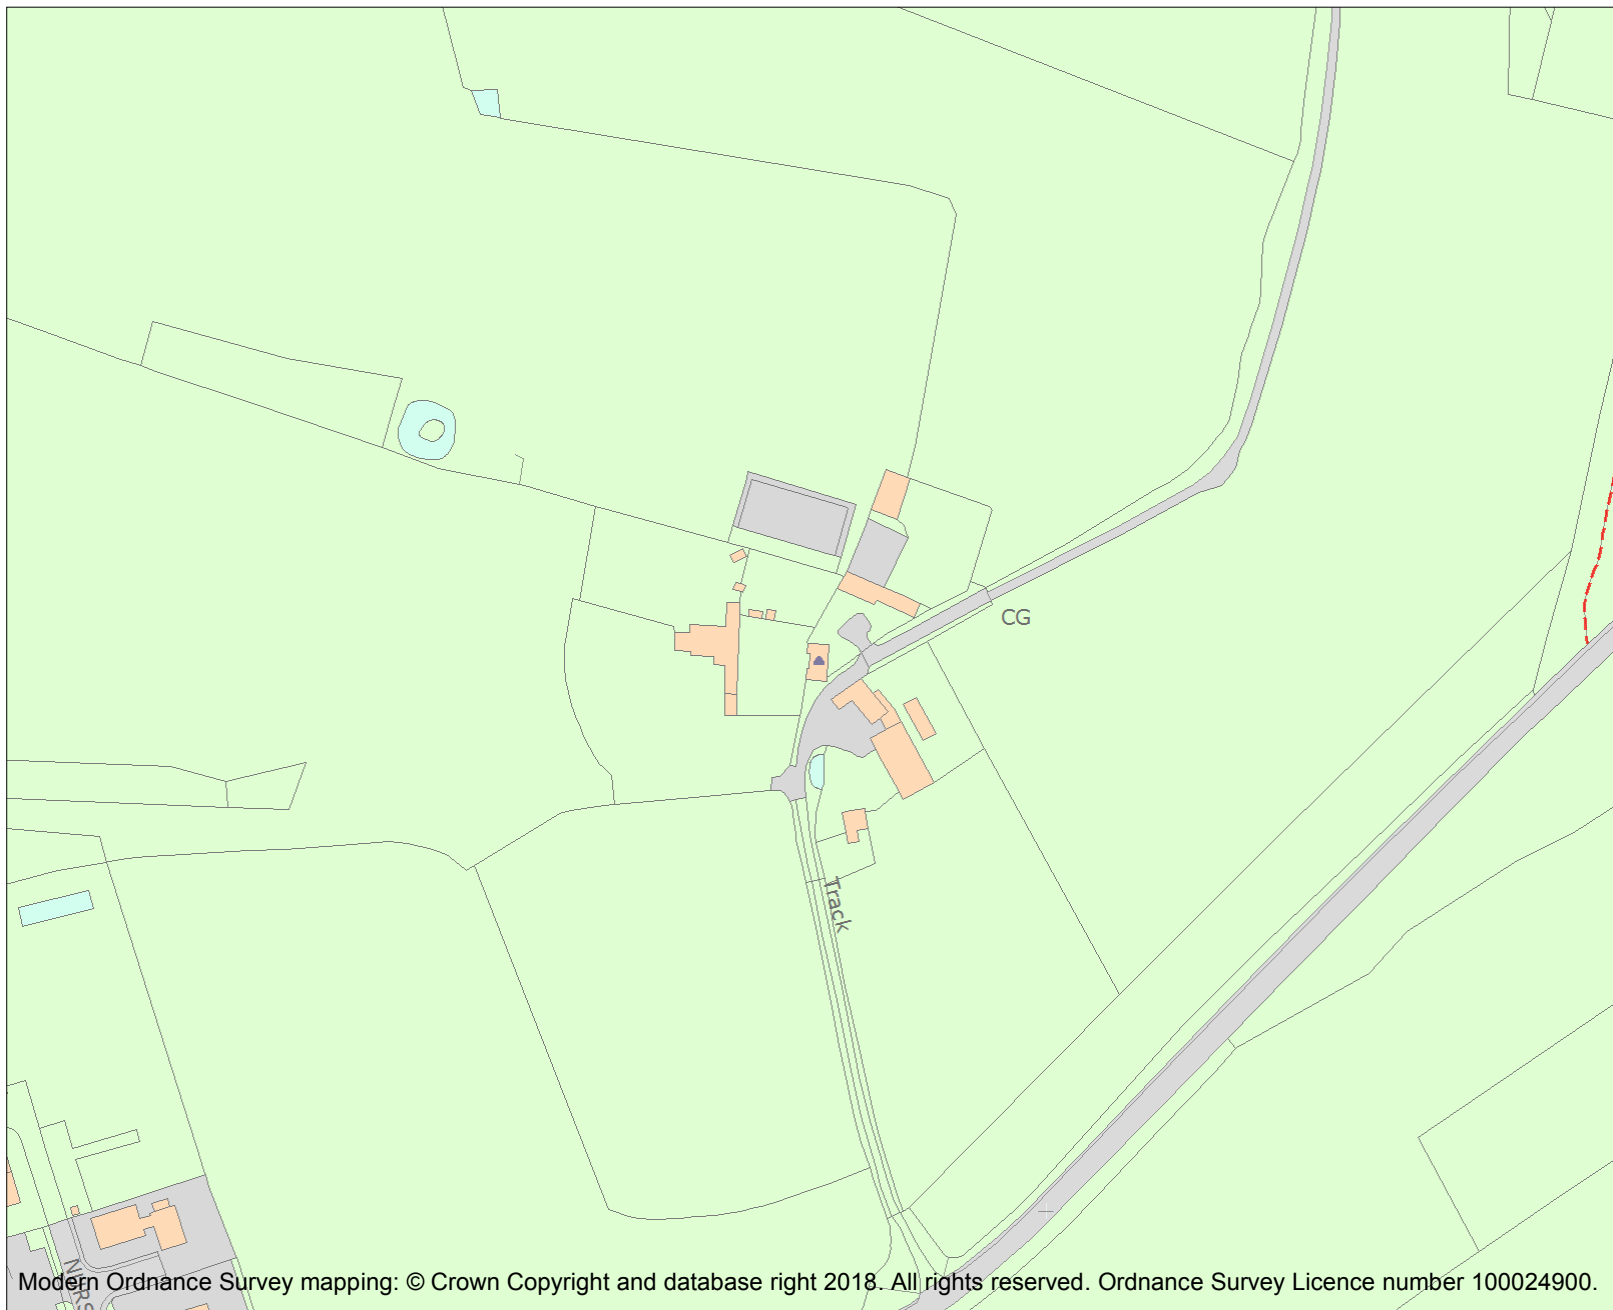 CG
Track
Modern Ordnance Survey mapping: © Crown Copyright and database right 2018. All rights reserved. Ordnance Survey Licence number 100024900.